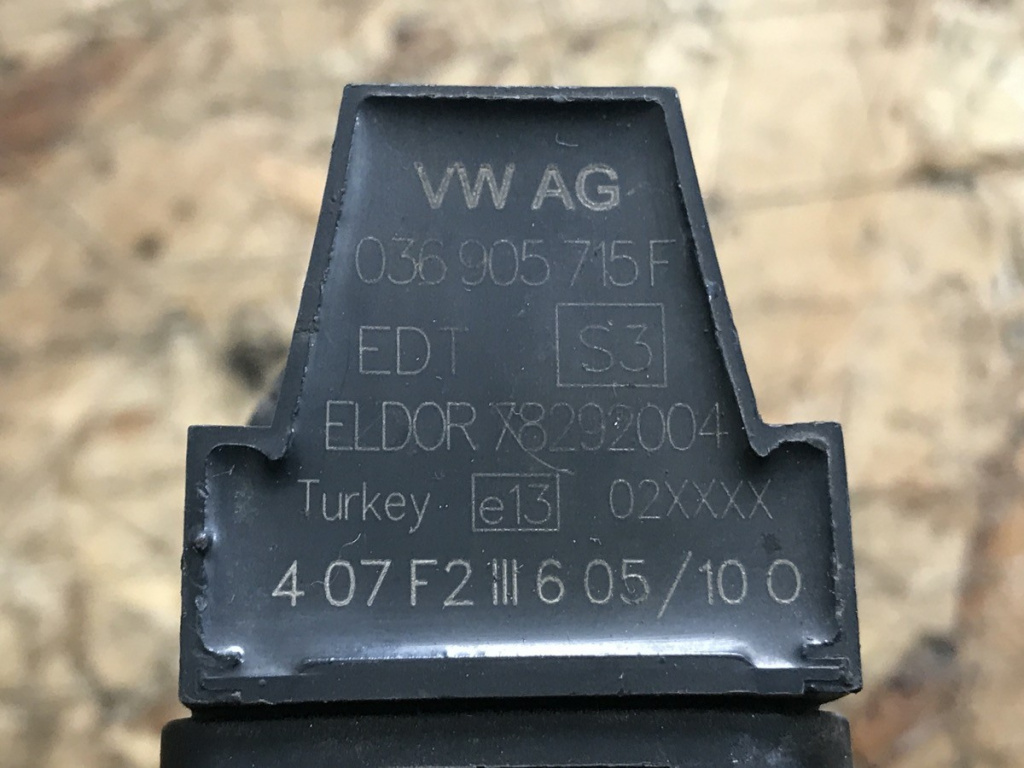 VW AG
036 905 715 F
EDT S3
ELDOR 78292004
Turkey e13 02XXXX
4 07 F2 III 6 05/10 0